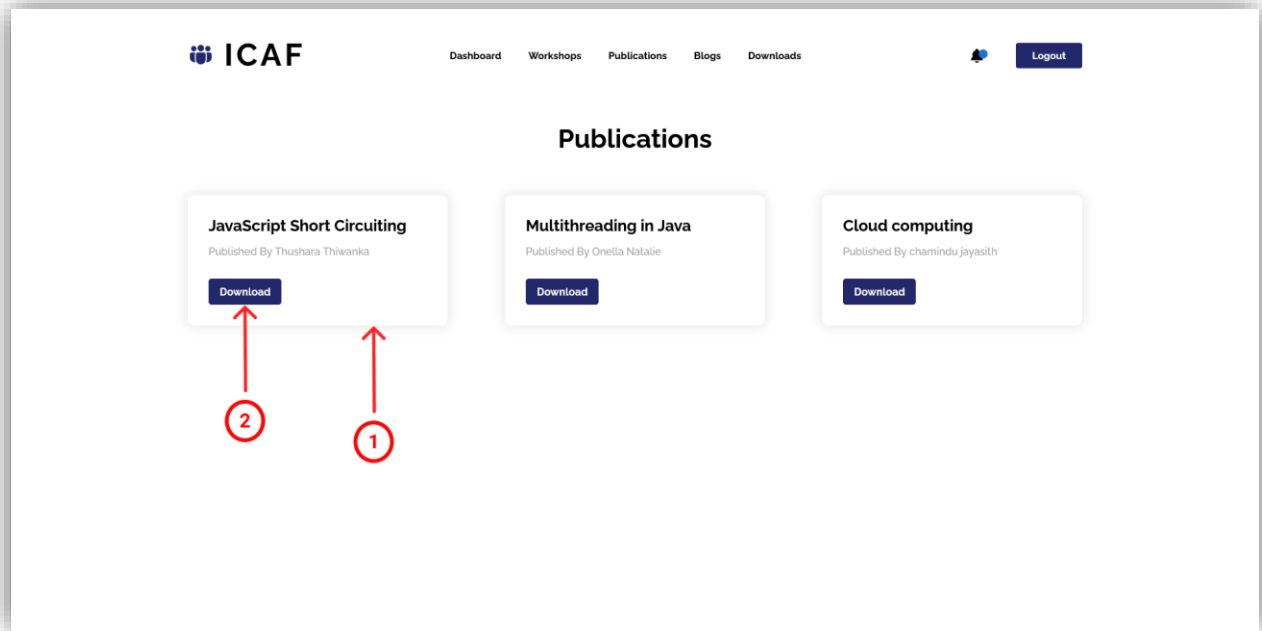 ICAF
Dashboard Workshops Publications Blogs Downloads
Logout
Publications
JavaScript Short Circuiting
Published By Thushara Thiwanka
Download
Multithreading in Java
Published By Onella Natalie
Download
Cloud computing
Published By chamindu jayasith
Download
2
1